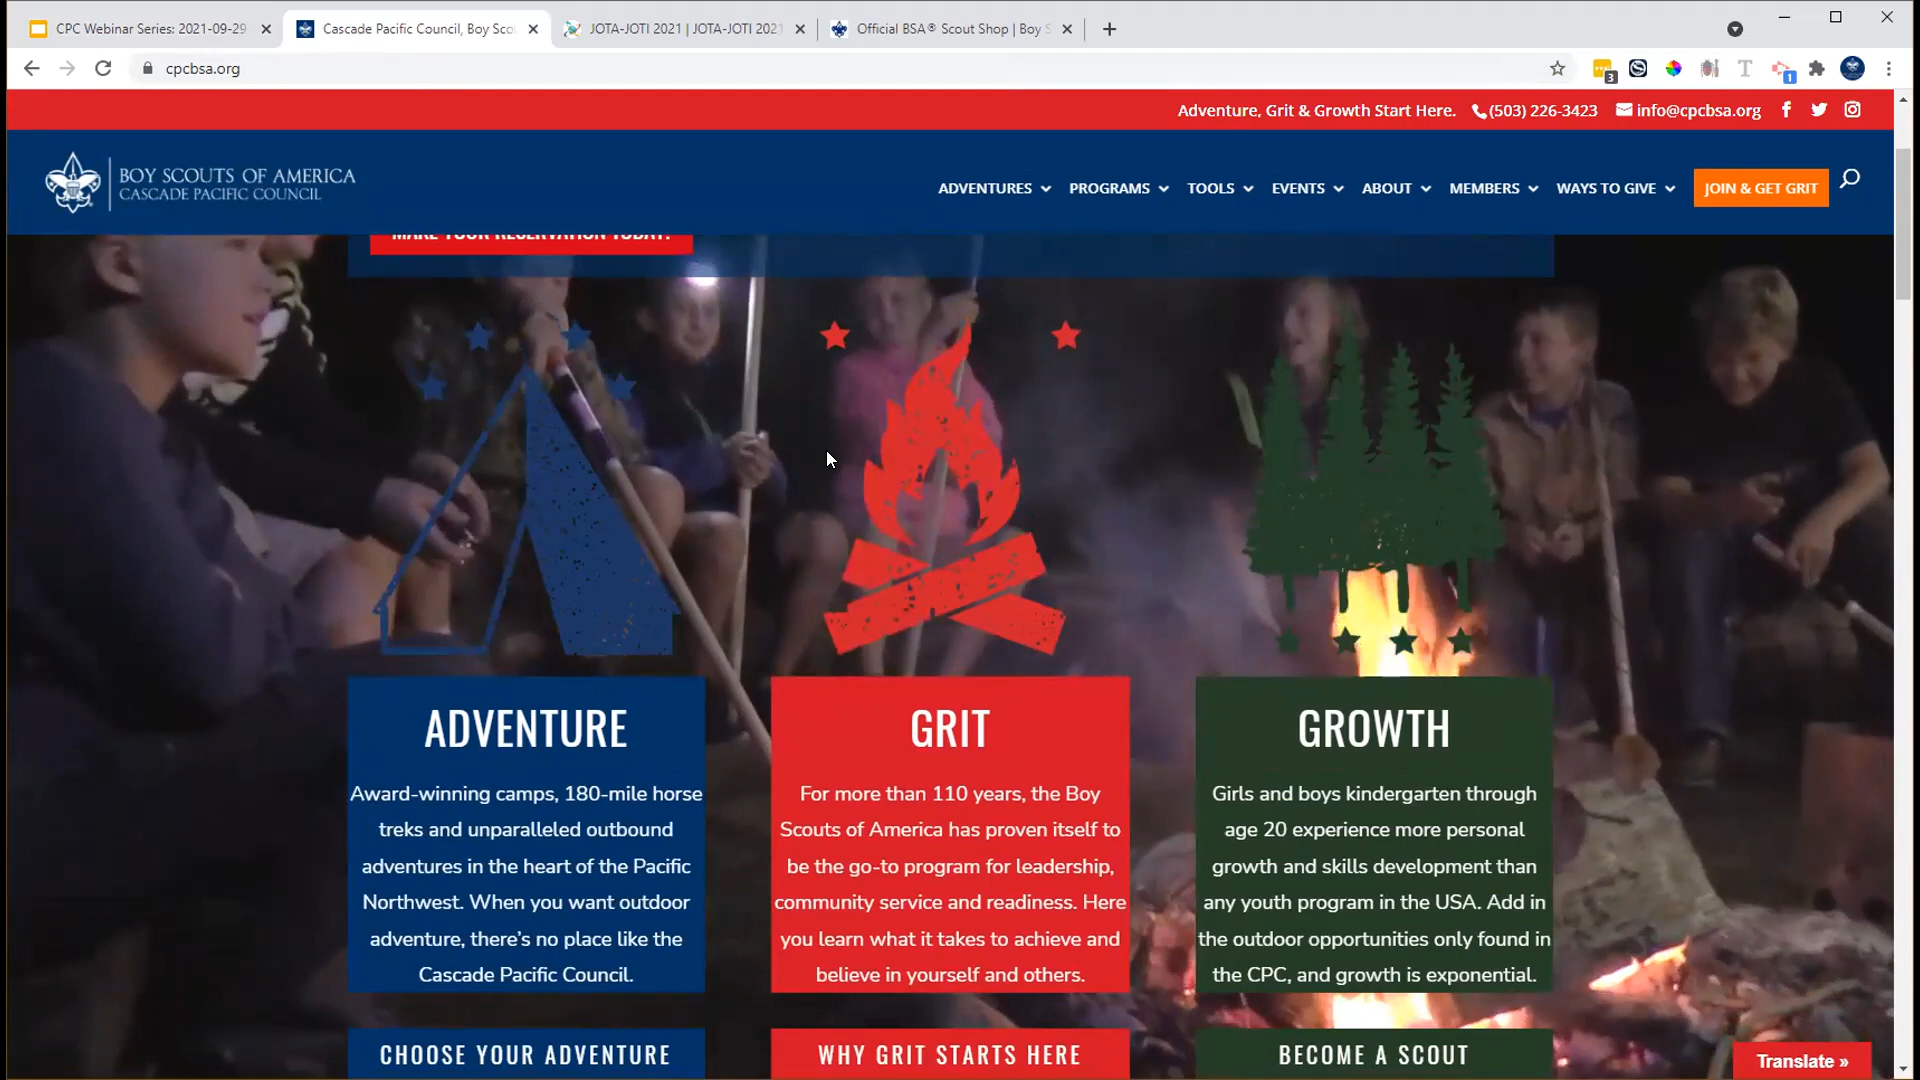 CPC Webinar Series: 2021-09-29
Cascade Pacific Council, Boy Sco
JOTA-JOTI 2021 | JOTA-JOTI 2021
Official BSA® Scout Shop | Boy S
cpcbsa.org
3
T
1
Adventure, Grit & Growth Start Here.
(503) 226-3423
info@cpcbsa.org
BOY SCOUTS OF AMERICA
CASCADE PACIFIC COUNCIL
ADVENTURES
PROGRAMS
TOOLS
EVENTS
ABOUT
MEMBERS
WAYS TO GIVE
JOIN & GET GRIT
MAKE YOUR RESERVATION TODAY!
ADVENTURE
Award-winning camps, 180-mile horse
treks and unparalleled outbound
adventures in the heart of the Pacific
Northwest. When you want outdoor
adventure, there's no place like the
Cascade Pacific Council.
CHOOSE YOUR ADVENTURE
GRIT
For more than 110 years, the Boy
Scouts of America has proven itself to
be the go-to program for leadership,
community service and readiness. Here
you learn what it takes to achieve and
believe in yourself and others.
WHY GRIT STARTS HERE
GROWTH
Girls and boys kindergarten through
age 20 experience more personal
growth and skills development than
any youth program in the USA. Add in
the outdoor opportunities only found in
the CPC, and growth is exponential.
BECOME A SCOUT
Translate »